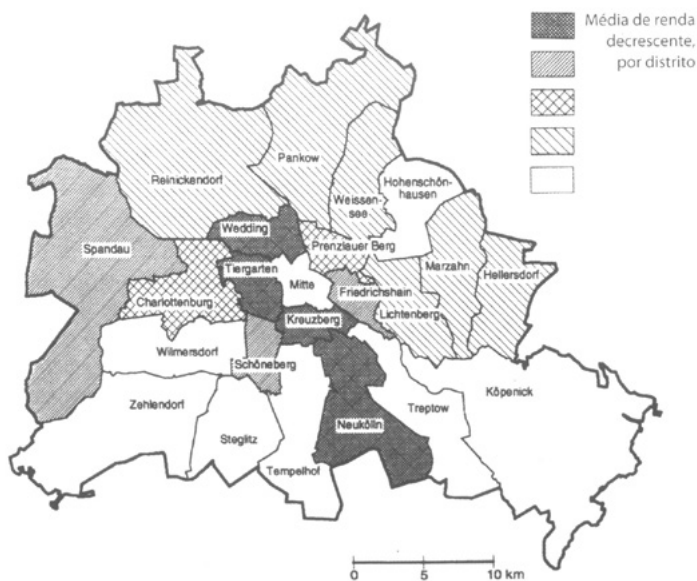 Média de renda
decrescente,
por distrito
Pankow
Reinickendorf
Weissen-
see
Hohenschön-
hausen
Wedding
Prenzlauer Berg
Spandau
Marzahn
Hellersdorf
Tiergarten
Mitte
Friedrichshain
Charlottenburg
Lichtenberg
Kreuzberg
Wilmersdorf
Schöneberg
Köpenick
Zehlendorf
Treptow
Neukölln
Steglitz
Tempelhof
0 5 10 km